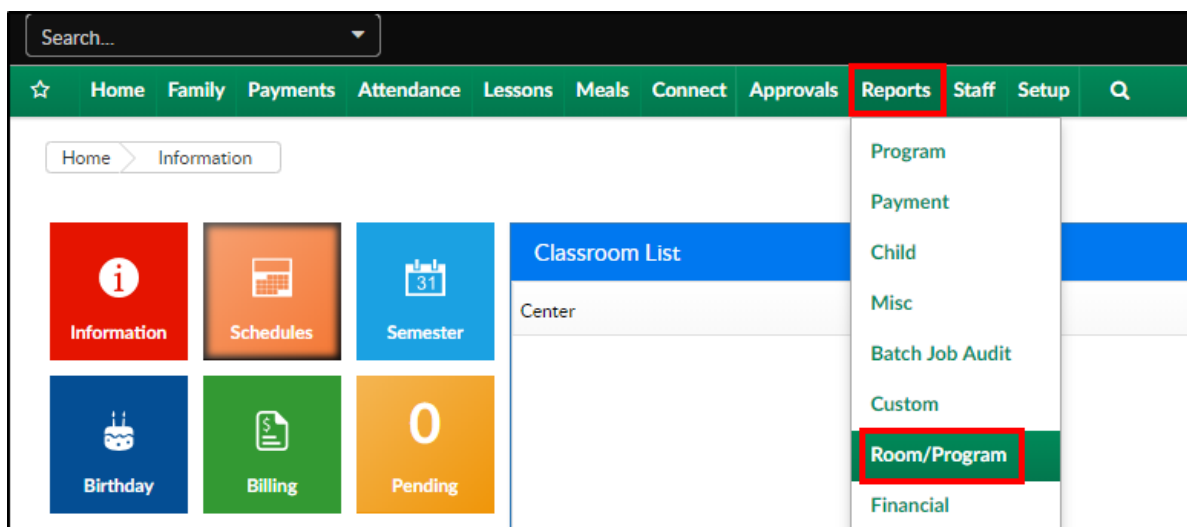 Search...
Home Family Payments Attendance Lessons Meals Connect Approvals Reports Staff Setup
Home Information
Program
Payment
Child
Misc
Batch Job Audit
Custom
Room/Program
Financial
Information
Schedules
31
Semester
Birthday
$
Billing
0
Pending
Classroom List
Center